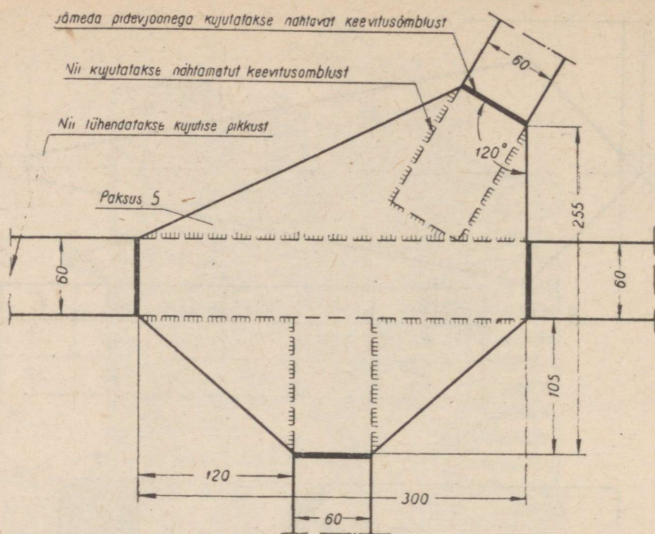 Jämeda pidevjoonega kujutatakse nähtavat keevitusõmblust
60
Nii kujutatakse nähtamatut keevitusõmblust
Nii lühendatakse kujutise pikkust
120°
Paksus 5
255
60
60
105
120
300
60